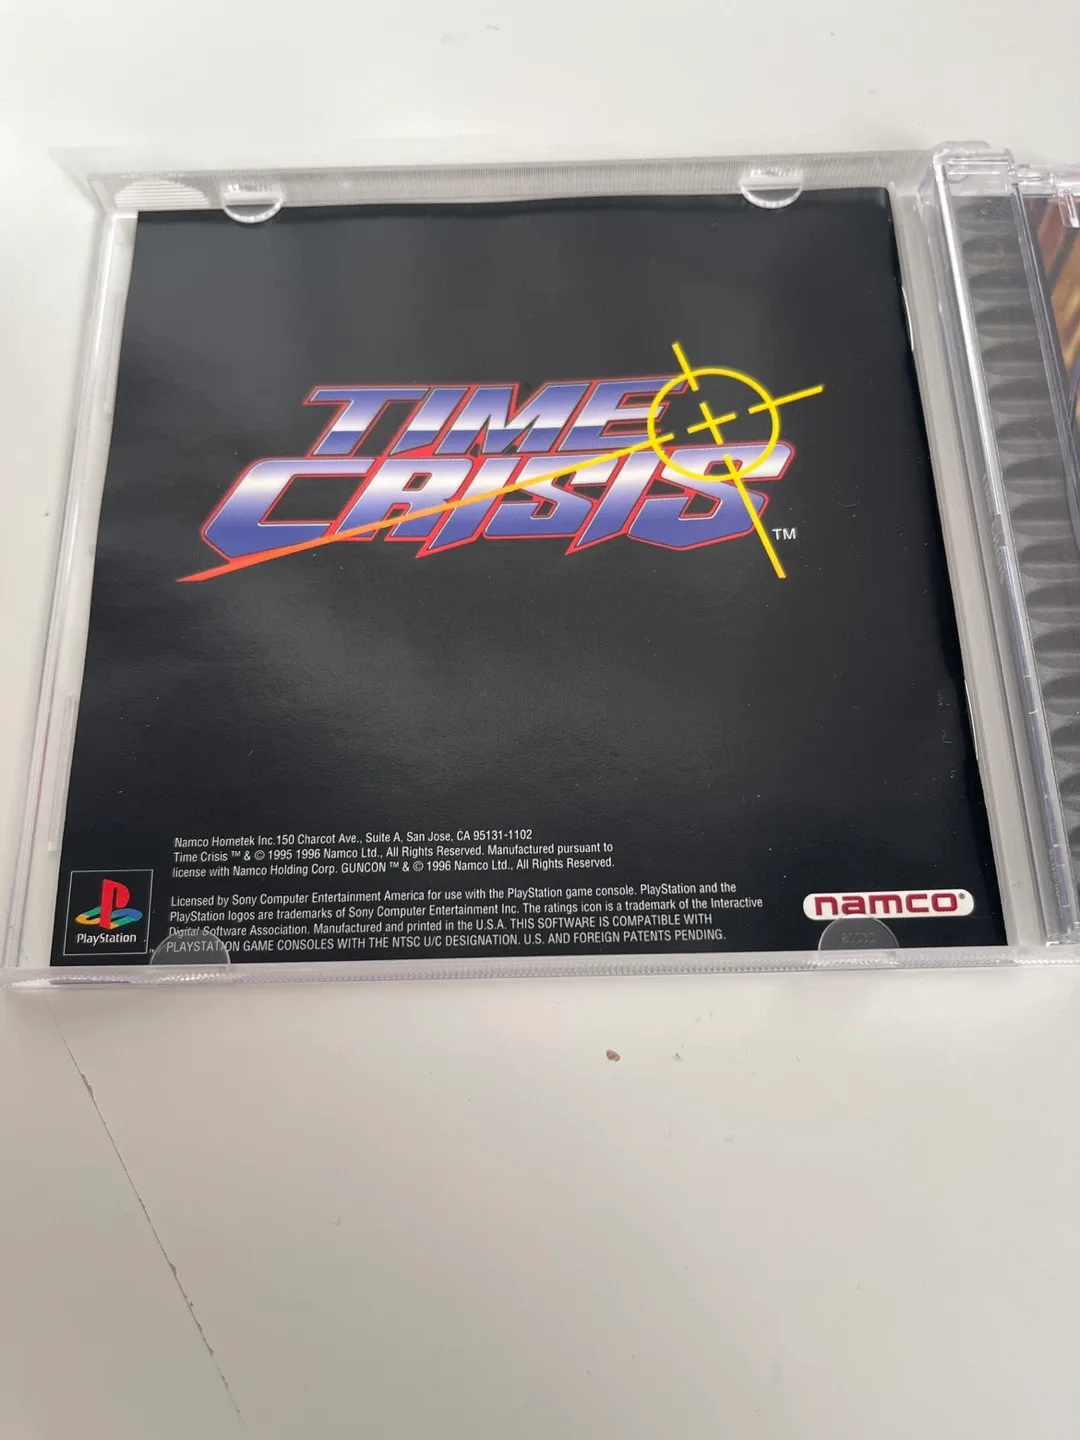 TIME
CRISIS
TM
Namco Hometek Inc.150 Charcot Ave., Suite A, San Jose, CA 95131-1102
Time Crisis ™ & © 1995 1996 Namco Ltd., All Rights Reserved. Manufactured pursuant to
license with Namco Holding Corp. GUNCON ™ & © 1996 Namco Ltd., All Rights Reserved.
Licensed by Sony Computer Entertainment America for use with the PlayStation game console. PlayStation and the
PlayStation logos are trademarks of Sony Computer Entertainment Inc. The ratings icon is a trademark of the Interactive
Digital Software Association. Manufactured and printed in the U.S.A. THIS SOFTWARE IS COMPATIBLE WITH
PLAYSTATION GAME CONSOLES WITH THE NTSC U/C DESIGNATION. U.S. AND FOREIGN PATENTS PENDING.
PlayStation
™
namco®